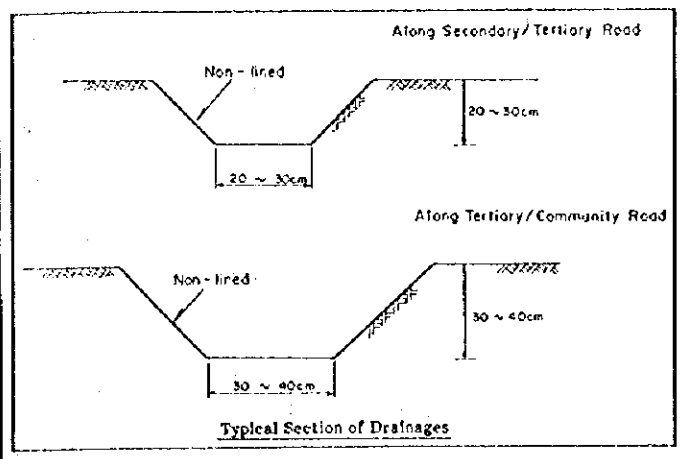 Along Secondary/Tertiary Road
Non-lined
20 ~ 30cm
20 ~ 30cm
Along Tertiary/Community Road
Non-lined
30 ~ 40cm
30 ~ 40cm
Typical Section of Drainages